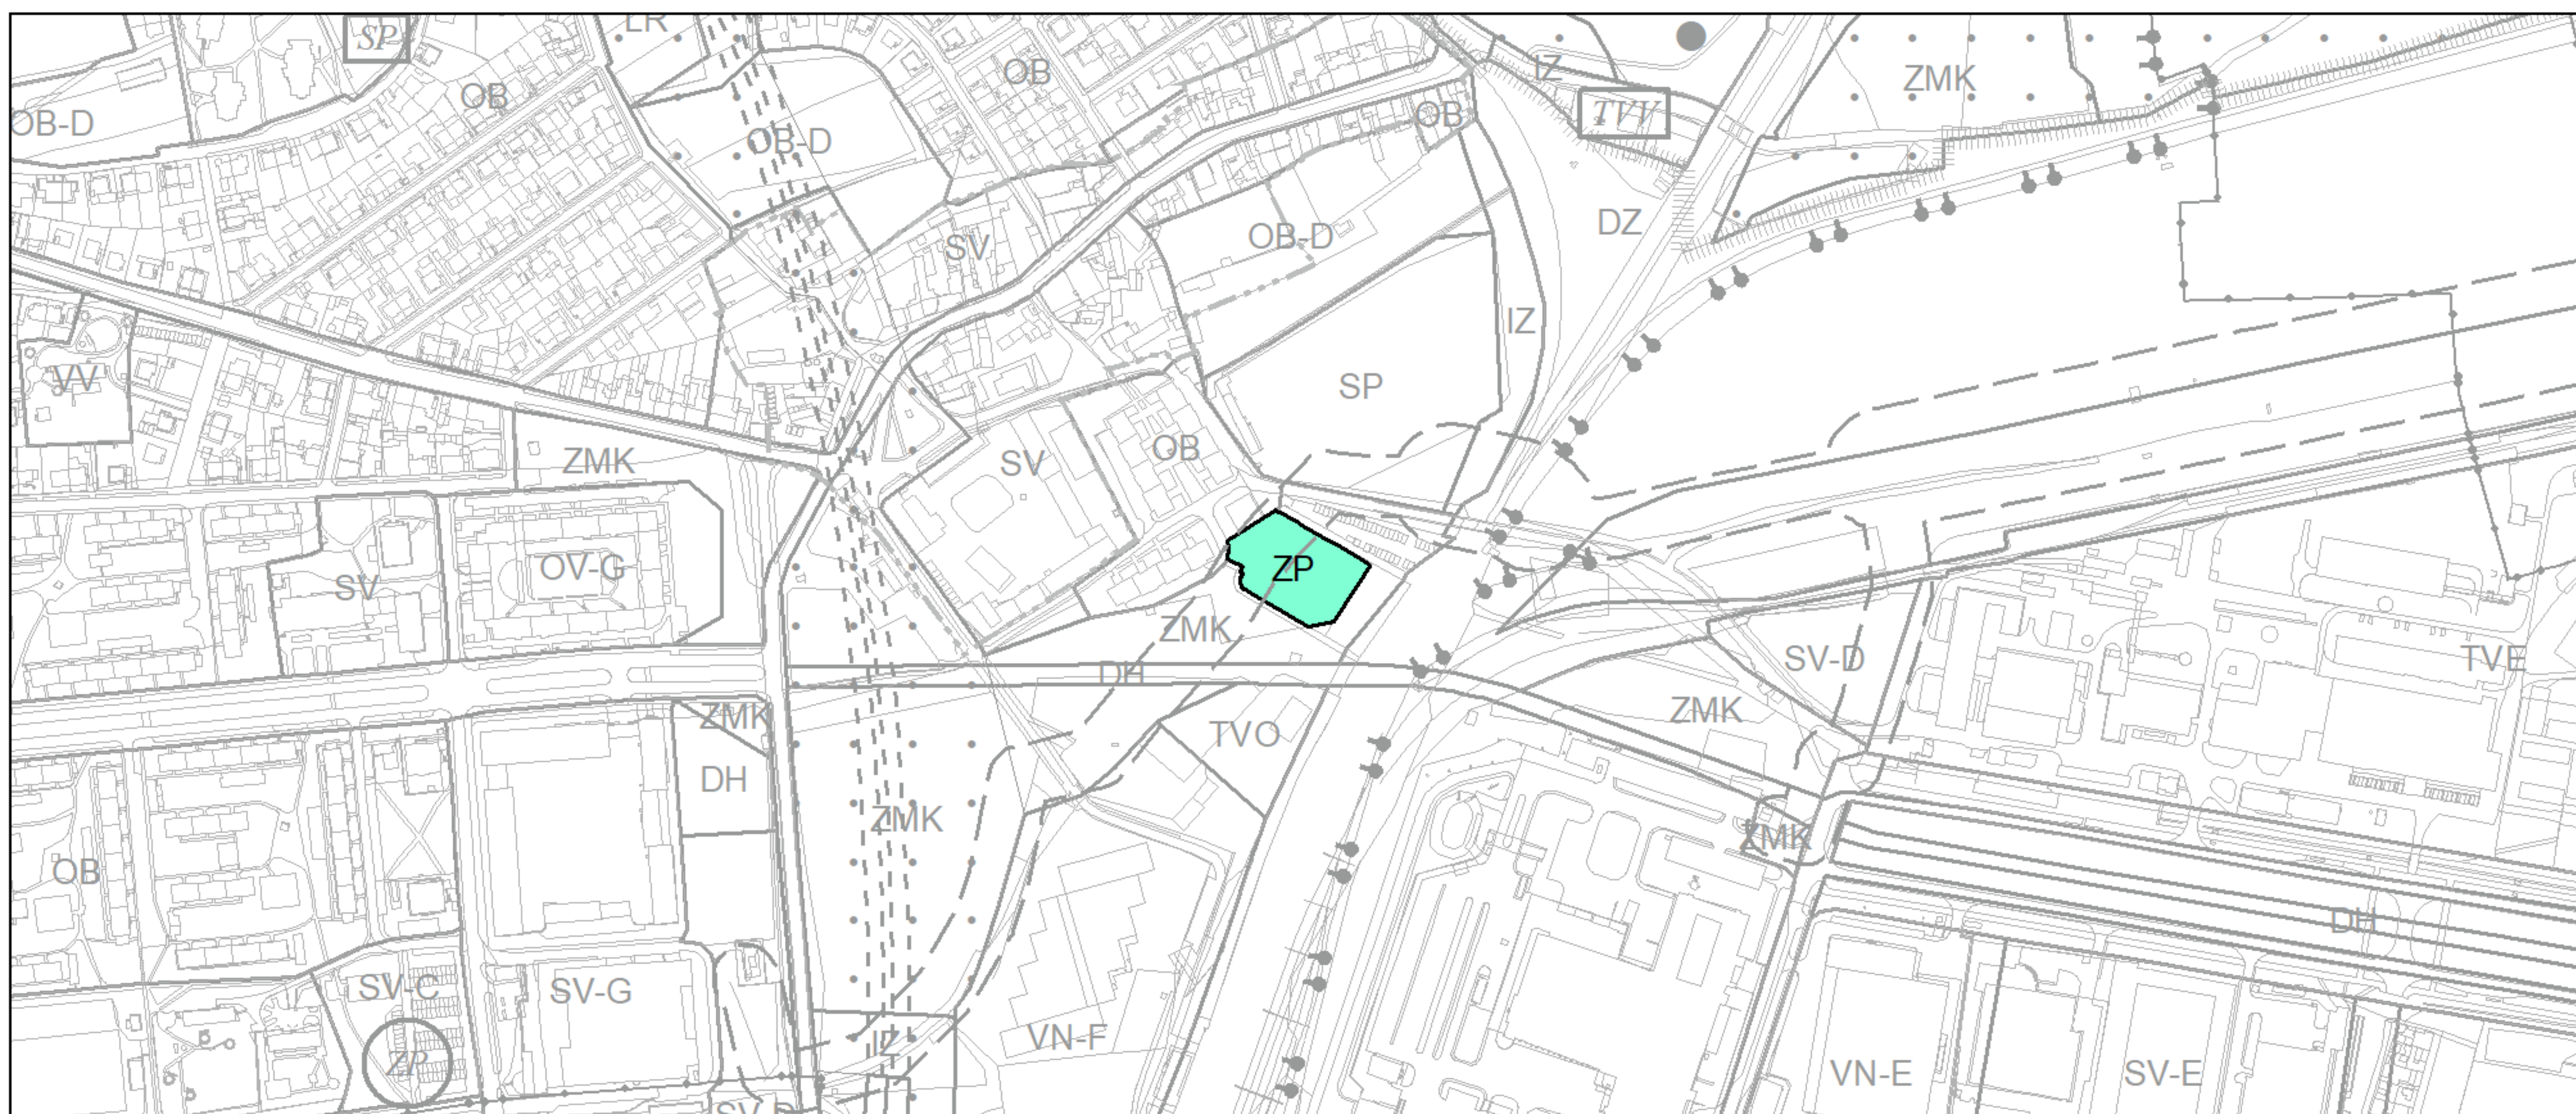 SP
LR
OB
OB
IZ
ZMK
TVV
OB-D
OB-D
OB
OB-D
SV
DZ
IZ
VV
SP
ZMK
SV
OB
OV-G
SV
ZP
ZMK
DH
SV-D
TVE
ZMK
ZMK
TVO
DH
ZMK
ZMK
OB
DH
SV-C
SV-G
IZ
VN-F
ZP
VN-E
SV-E